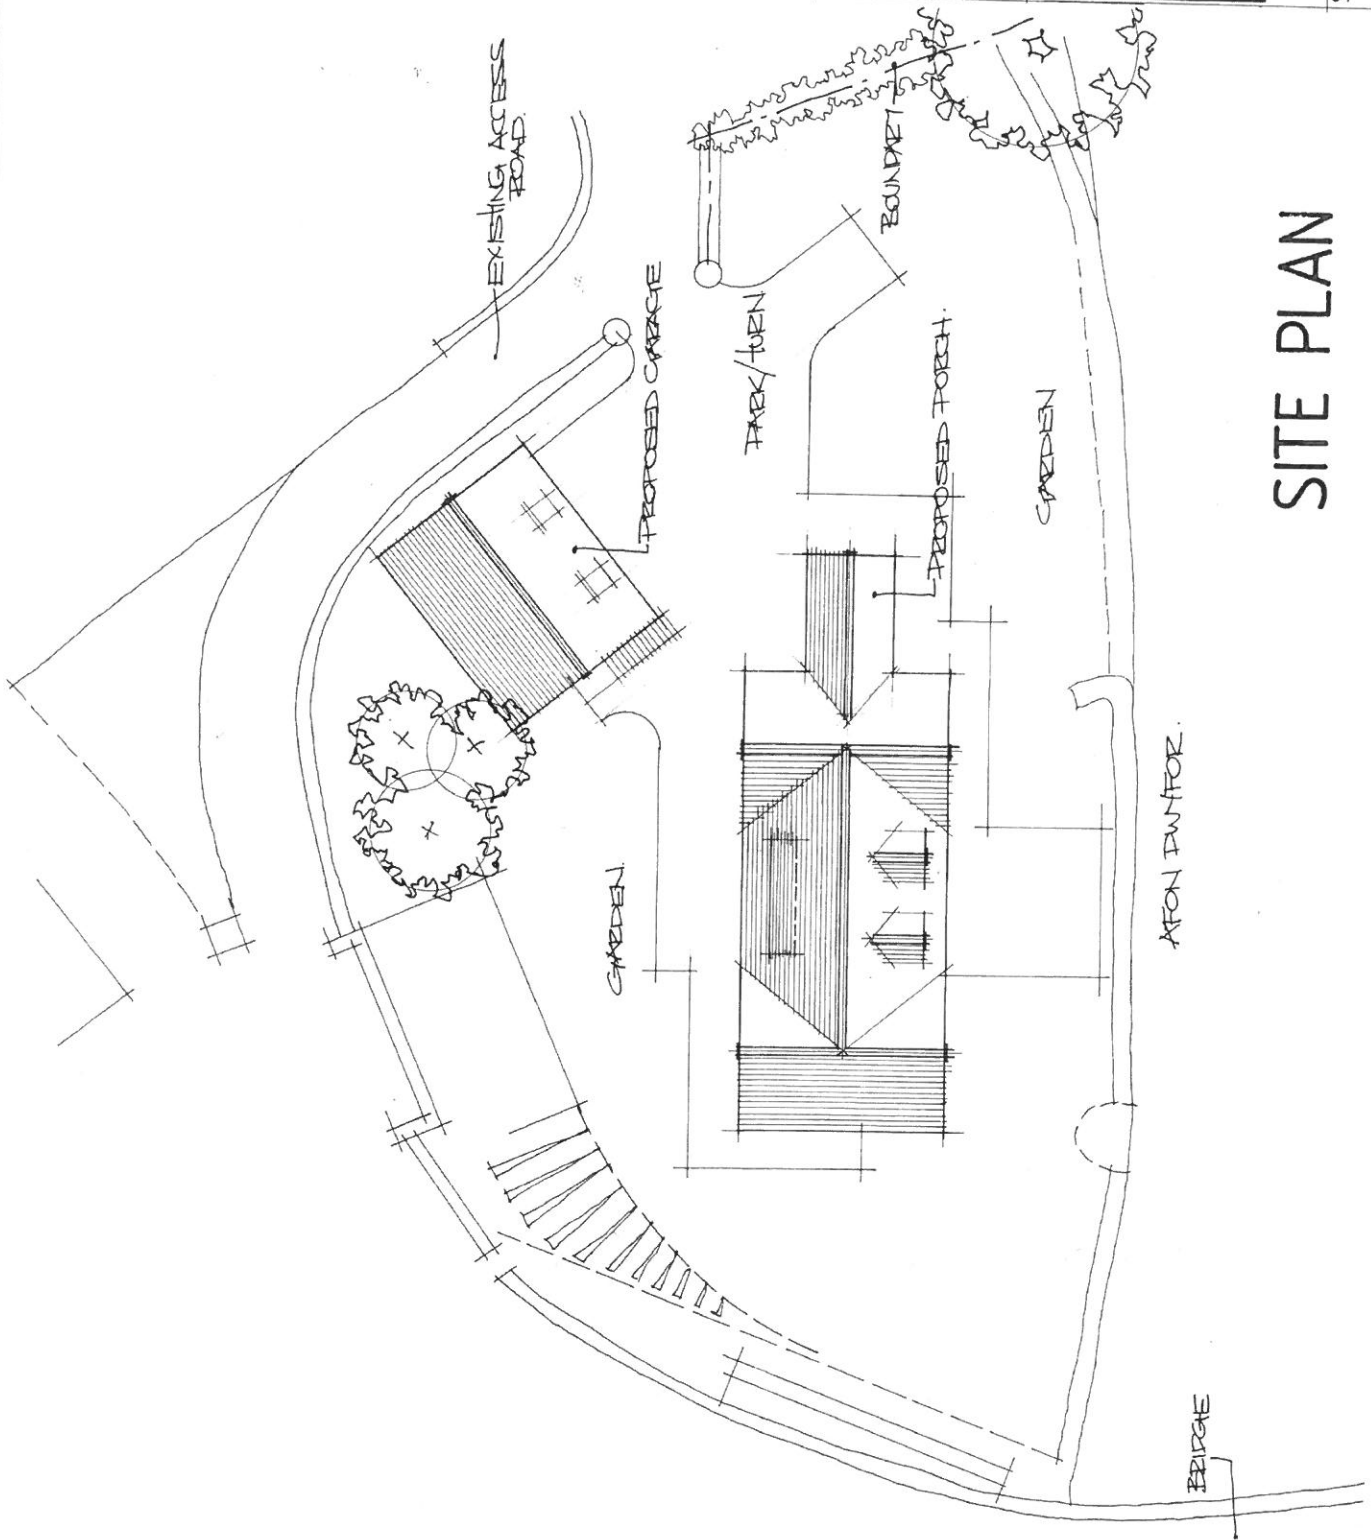 EXISTING ACCESS
ROAD.
PROPOSED GARAGE
BOUNDARY
PARK/TURN
PROPOSED PORCH.
GARDEN
GARDEN.
AFON DWYFOR.
BRIDGE
SITE PLAN